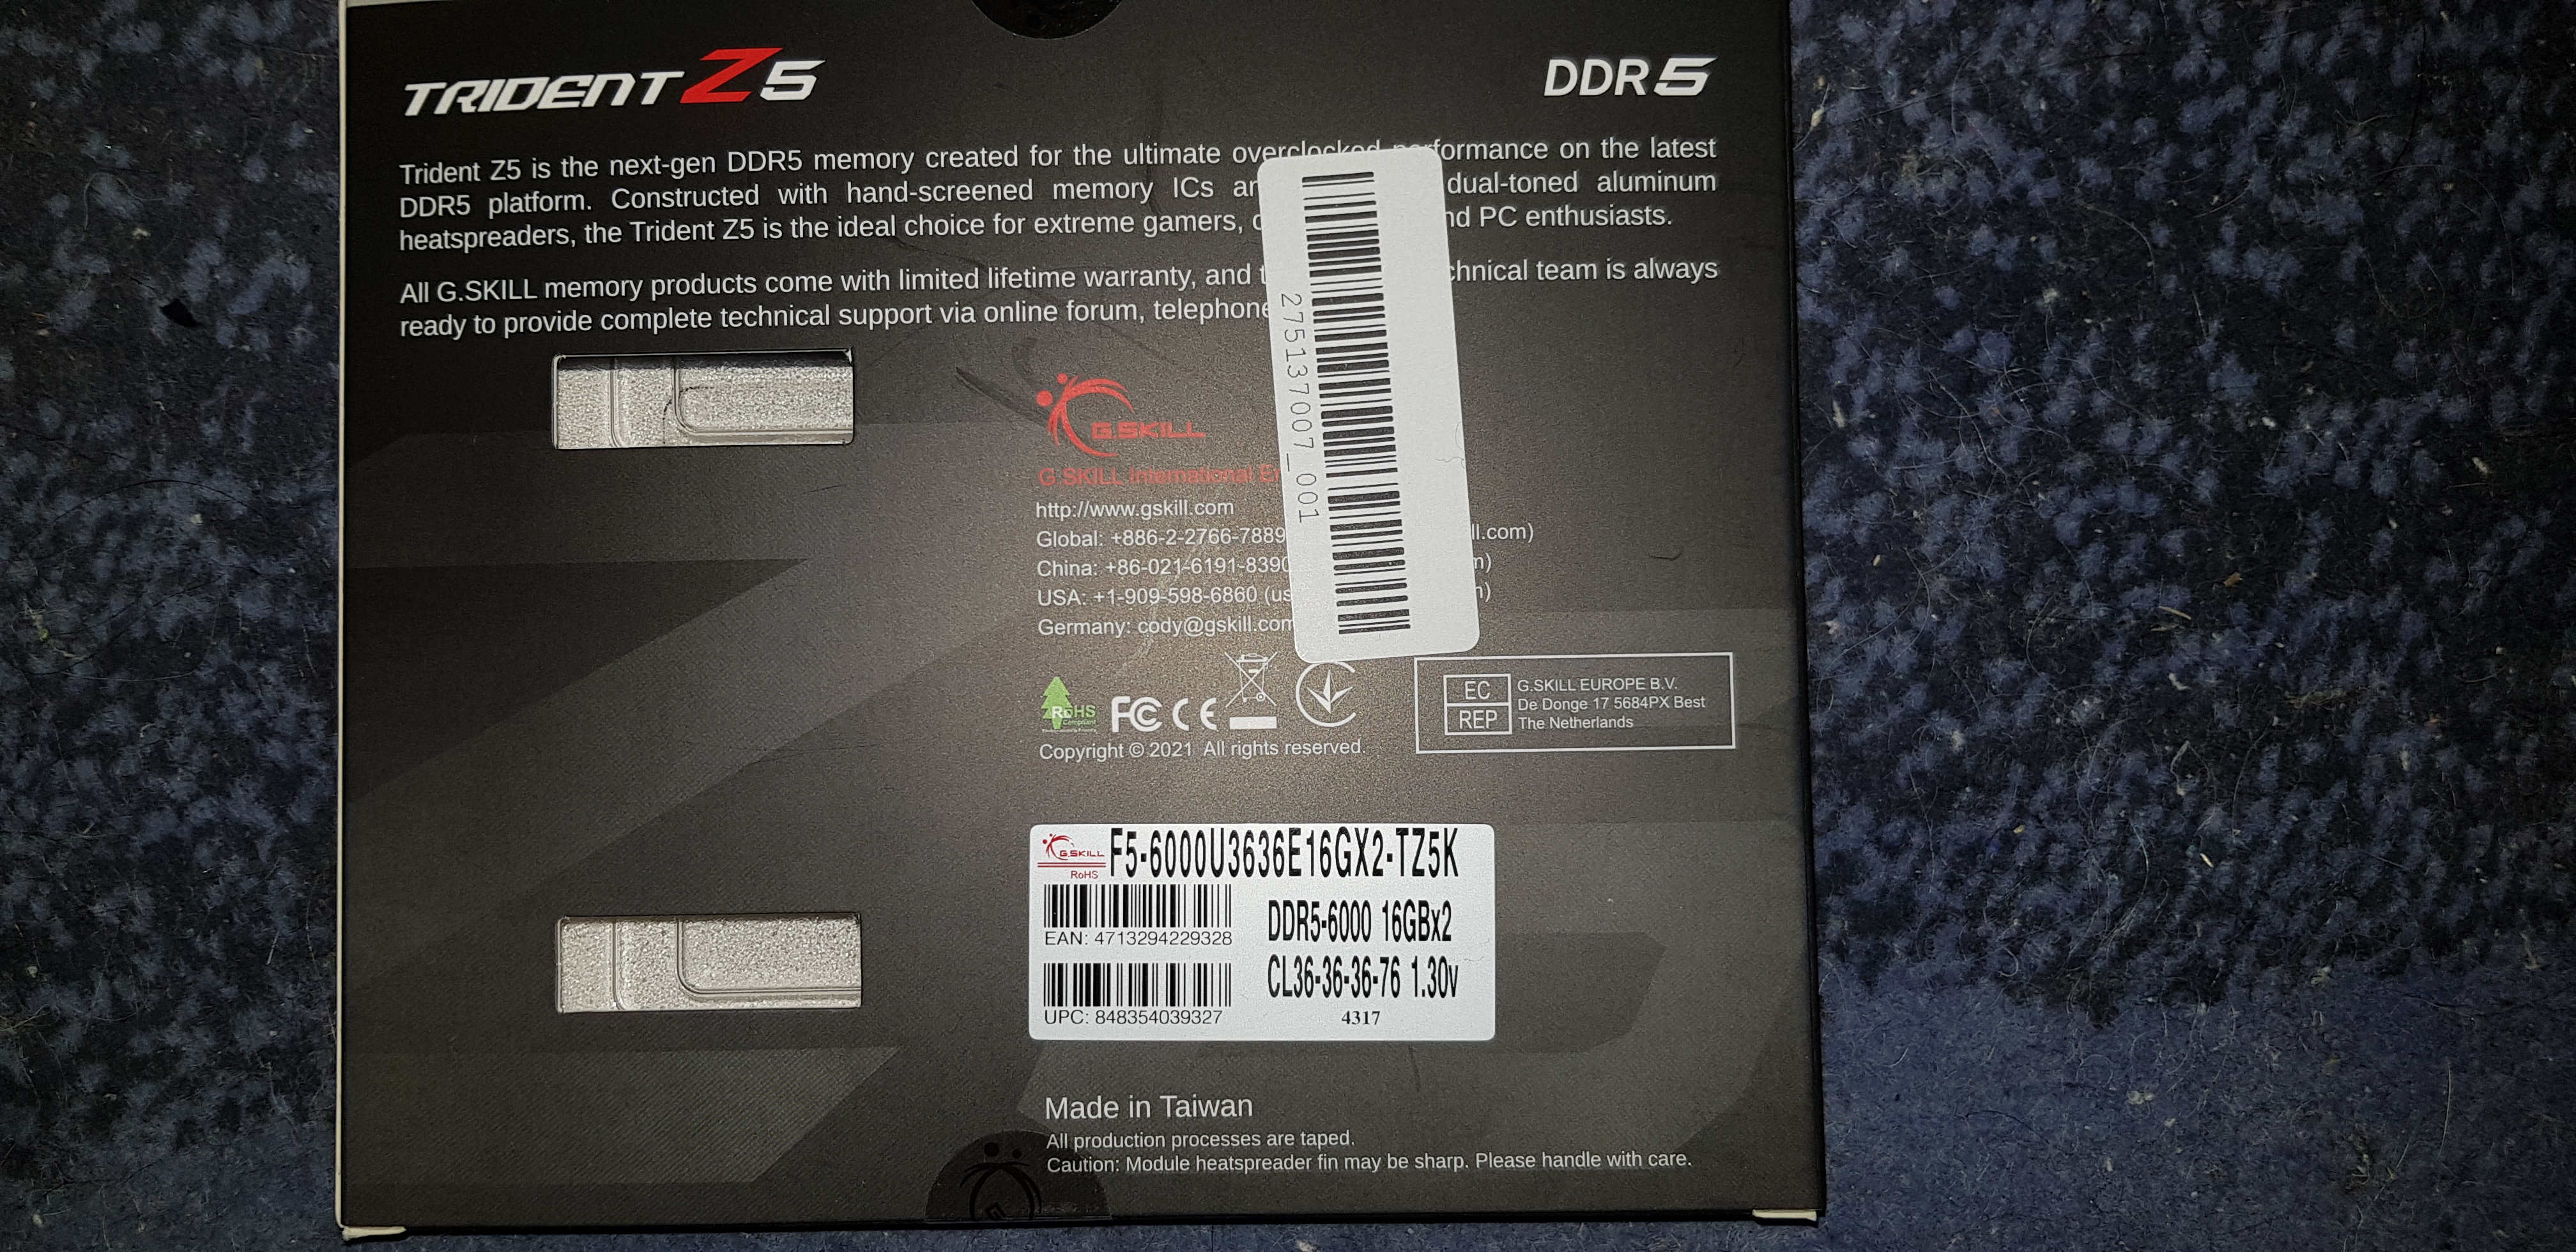 TRIDENT Z5
DDR5
Trident Z5 is the next-gen DDR5 memory created for the ultimate overclocked performance on the latest
DDR5 platform. Constructed with hand-screened memory ICs dual-toned aluminum
heatspreaders, the Trident Z5 is the ideal choice for extreme gamers, PC enthusiasts.
All G.SKILL memory products come with limited lifetime warranty, and team is always
ready to provide complete technical support via online forum, telephone
275137007_001
G.SKILL
G.SKILL International
http://www.gskill.com
Global: +886-2-2766-7889
China: +86-021-6191-8390
USA: +1-909-598-6860
Germany: cody@gskill.com
RoHS
Compliant
FC CE
EC
REP
G.SKILL EUROPE B.V.
De Donge 17 5684PX Best
The Netherlands
Copyright © 2021 All rights reserved.
G.SKILL
RoHS
F5-6000U3636E16GX2-TZ5K
EAN: 4713294229328
DDR5-6000 16GBx2
CL36-36-36-76 1.30v
UPC: 848354039327
4317
Made in Taiwan
All production processes are taped.
Caution: Module heatspreader fin may be sharp. Please handle with care.